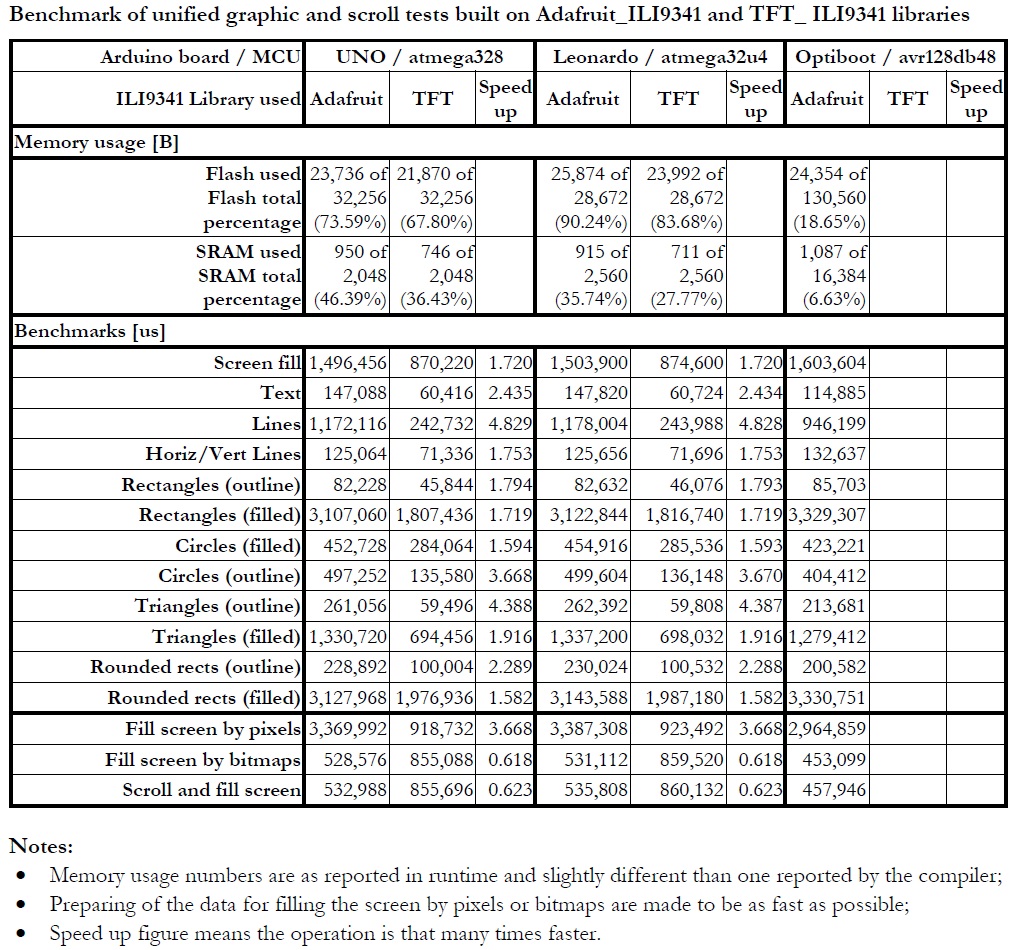 Benchmark of unified graphic and scroll tests built on Adafruit_ILI9341 and TFT_ ILI9341 libraries
Arduino board / MCU UNO / atmega328 Leonardo / atmega32u4 Optiboot / avr128db48
ILI9341 Library used Adafruit TFT Speed up Adafruit TFT Speed up Adafruit TFT Speed up
Memory usage [B]
Flash used 23,736 of 21,870 of 25,874 of 23,992 of 24,354 of
Flash total 32,256 32,256 28,672 28,672 130,560
percentage (73.59%) (67.80%) (90.24%) (83.68%) (18.65%)
SRAM used 950 of 746 of 915 of 711 of 1,087 of
SRAM total 2,048 2,048 2,560 2,560 16,384
percentage (46.39%) (36.43%) (35.74%) (27.77%) (6.63%)
Benchmarks [us]
Screen fill 1,496,456 870,220 1.720 1,503,900 874,600 1.720 1,603,604
Text 147,088 60,416 2.435 147,820 60,724 2.434 114,885
Lines 1,172,116 242,732 4.829 1,178,004 243,988 4.828 946,199
Horiz/Vert Lines 125,064 71,336 1.753 125,656 71,696 1.753 132,637
Rectangles (outline) 82,228 45,844 1.794 82,632 46,076 1.793 85,703
Rectangles (filled) 3,107,060 1,807,436 1.719 3,122,844 1,816,740 1.719 3,329,307
Circles (filled) 452,728 284,064 1.594 454,916 285,536 1.593 423,221
Circles (outline) 497,252 135,580 3.668 499,604 136,148 3.670 404,412
Triangles (outline) 261,056 59,496 4.388 262,392 59,808 4.387 213,681
Triangles (filled) 1,330,720 694,456 1.916 1,337,200 698,032 1.916 1,279,412
Rounded rects (outline) 228,892 100,004 2.289 230,024 100,532 2.288 200,582
Rounded rects (filled) 3,127,968 1,976,936 1.582 3,143,588 1,987,180 1.582 3,330,751
Fill screen by pixels 3,369,992 918,732 3.668 3,387,308 923,492 3.668 2,964,859
Fill screen by bitmaps 528,576 855,088 0.618 531,112 859,520 0.618 453,099
Scroll and fill screen 532,988 855,696 0.623 535,808 860,132 0.623 457,946
Notes:
• Memory usage numbers are as reported in runtime and slightly different than one reported by the compiler;
• Preparing of the data for filling the screen by pixels or bitmaps are made to be as fast as possible;
• Speed up figure means the operation is that many times faster.